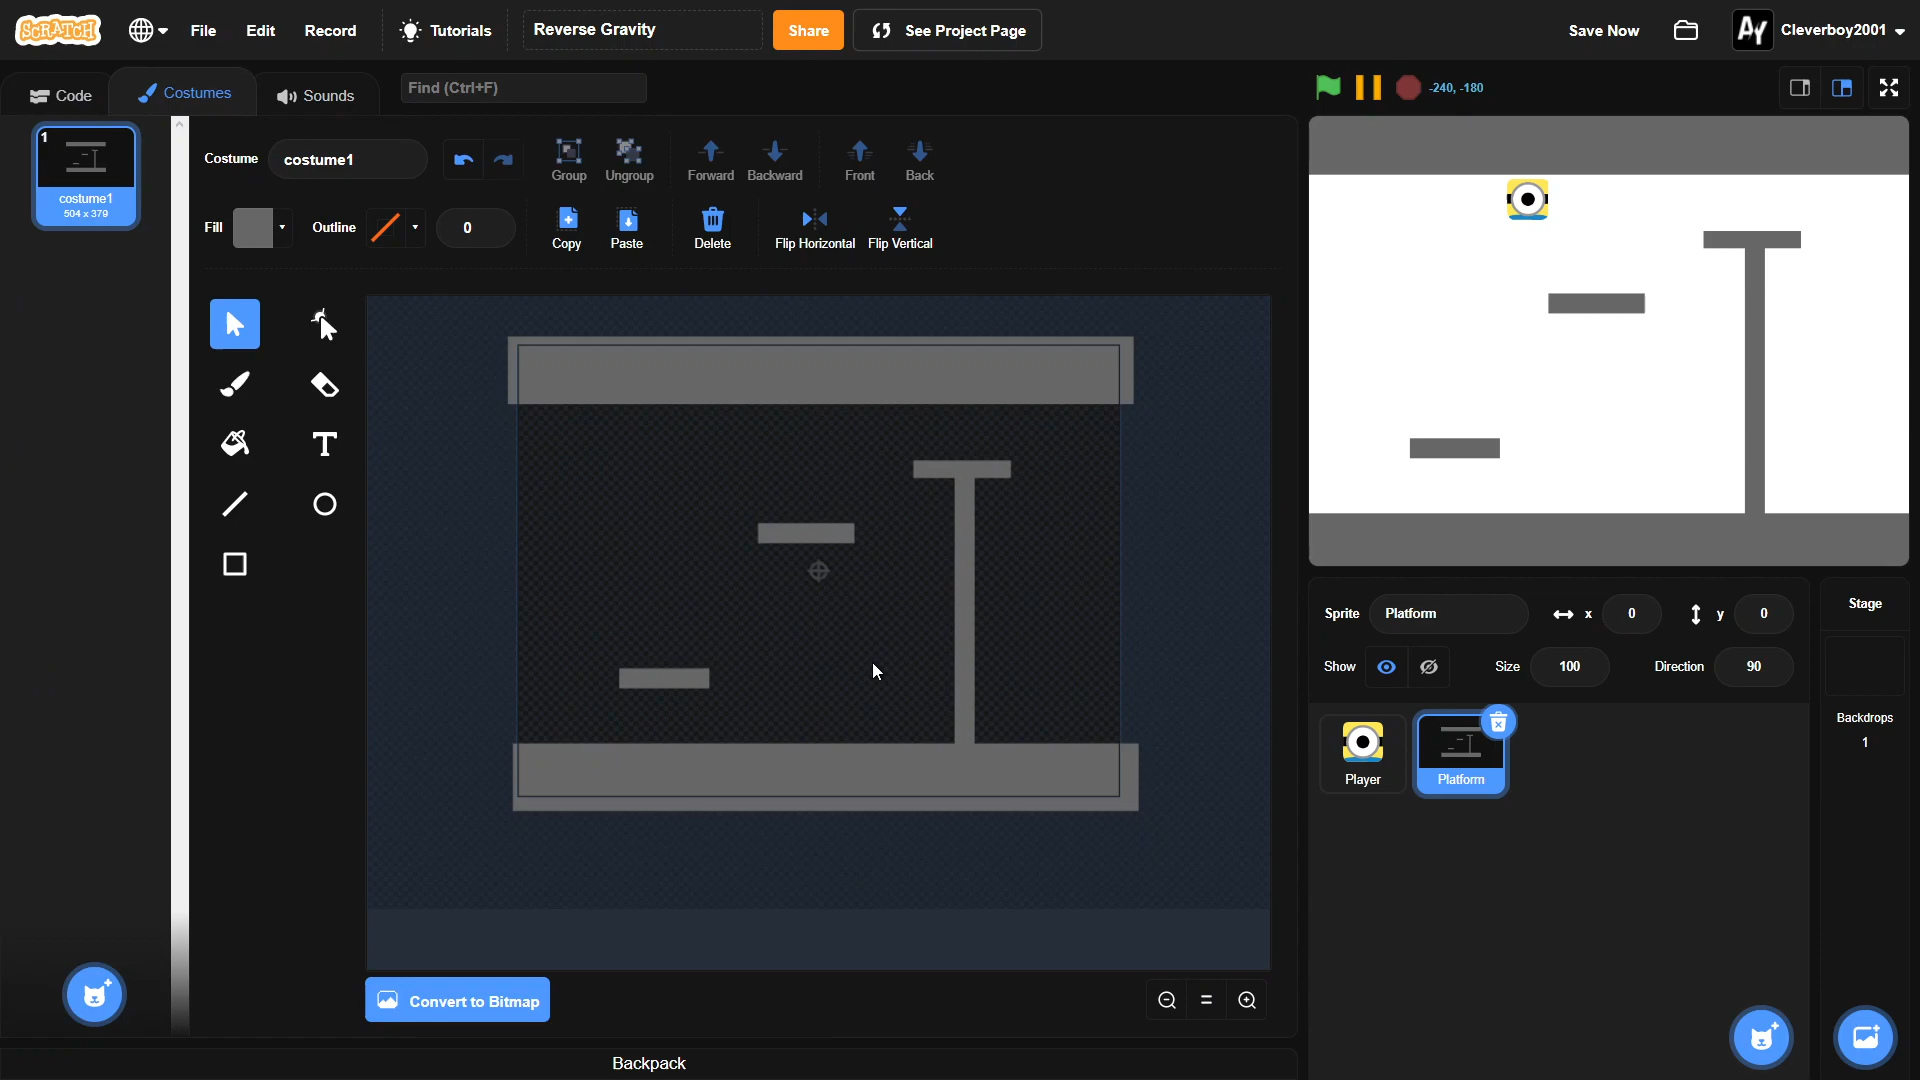 SCRATCH File Edit Record Tutorials Reverse Gravity Share See Project Page Save Now Ay Cleverboy2001
Code Costumes Sounds Find (Ctrl+F) -240, -180
1
costume1
504 x 379
Costume costume1 Group Ungroup Forward Backward Front Back
Fill Outline 0 Copy Paste Delete Flip Horizontal Flip Vertical
T
Convert to Bitmap
Backpack
Sprite Platform x 0 y 0
Show Size 100 Direction 90
Player Platform
Stage
Backdrops
1